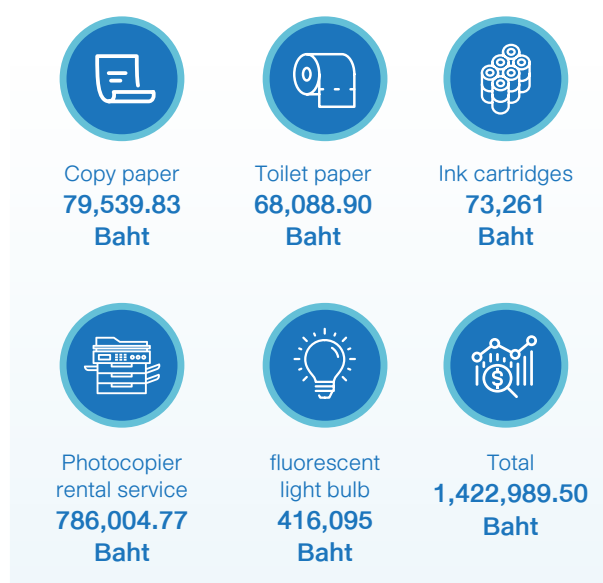 Copy paper
79,539.83
Baht
Toilet paper
68,088.90
Baht
Ink cartridges
73,261
Baht
Photocopier
rental service
786,004.77
Baht
fluorescent
light bulb
416,095
Baht
Total
1,422,989.50
Baht